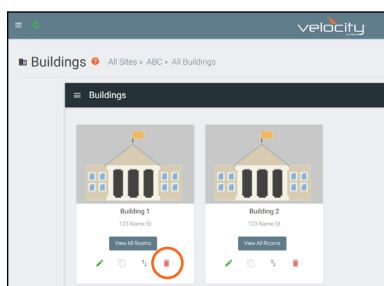 velocity
Buildings ? All Sites » ABC » All Buildings
Buildings
Building 1
123 Name St
View All Rooms
Building 2
123 Name St
View All Rooms